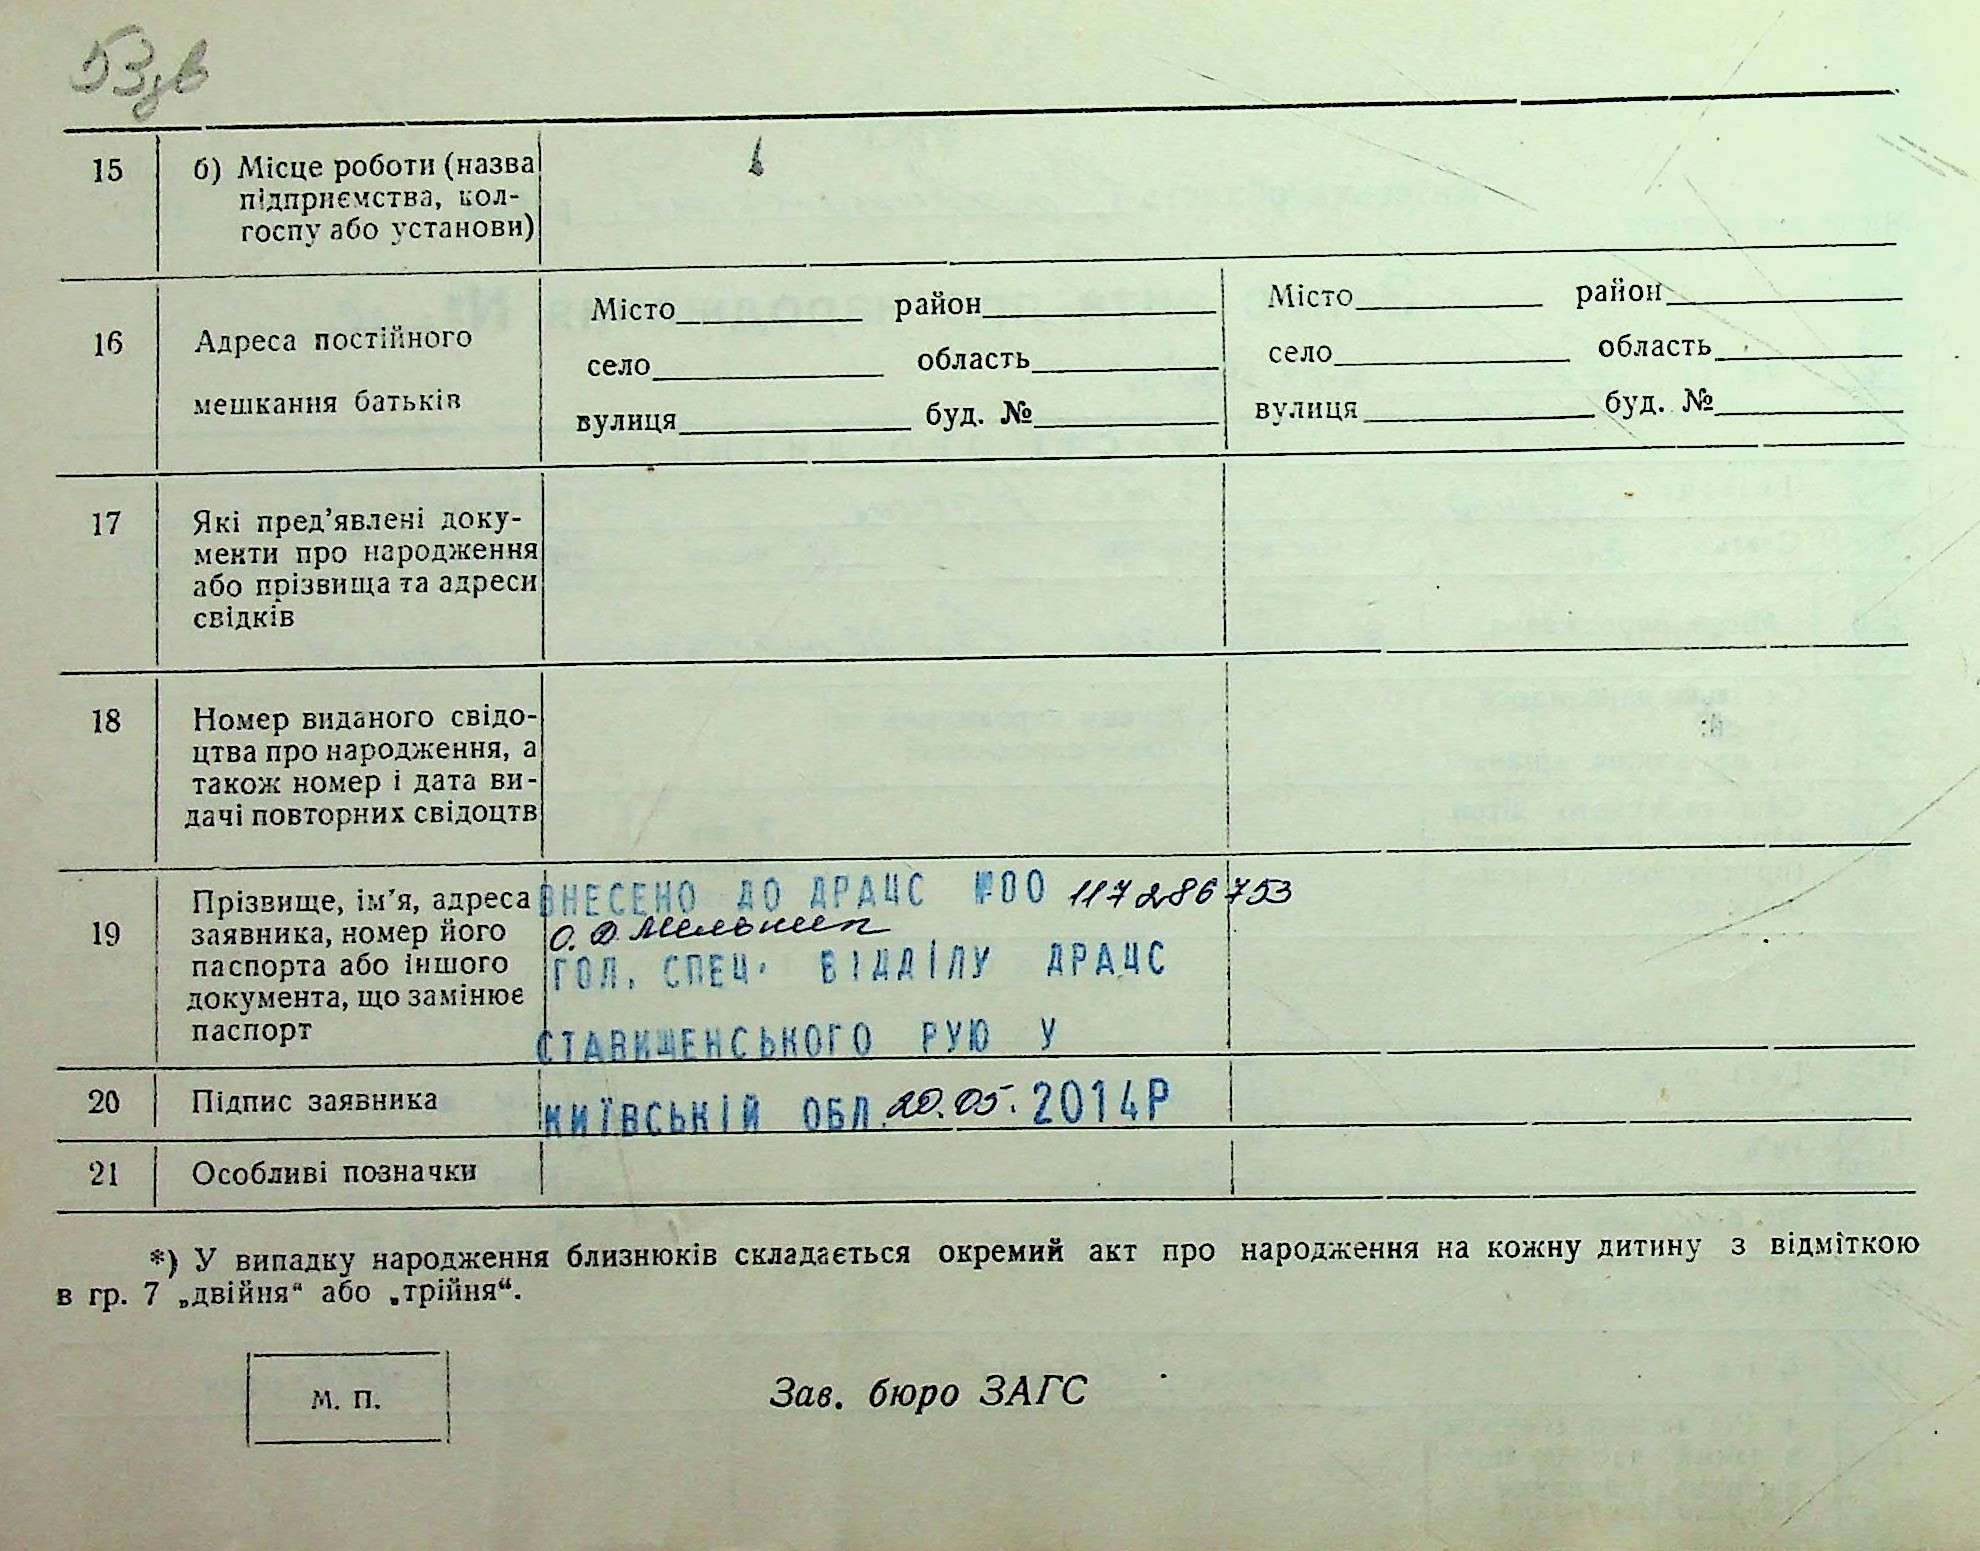 53зв
15 б) Місце роботи (назва
підприємства, кол-
госпу або установи)
16 Адреса постійного
мешкання батьків
Місто район Місто район
село область село область
вулиця буд. № вулиця буд. №
17 Які пред’явлені доку-
менти про народження
або прізвища та адреси
свідків
18 Номер виданого свідо-
цтва про народження, а
також номер і дата ви-
дачі повторних свідоцтв
19 Прізвище, ім’я, адреса
заявника, номер його
паспорта або іншого
документа, що замінює
паспорт
ВНЕСЕНО ДО ДРАЦС №00 117286753
О. В. Мельник
ГОЛ. СПЕЦ. ВІДДІЛУ ДРАЦС
СТАВИЩЕНСЬКОГО РУЮ У
20 Підпис заявника КИЇВСЬКІЙ ОБЛ. 20.05. 2014Р
21 Особливі позначки
*) У випадку народження близнюків складається окремий акт про народження на кожну дитину з відміткою
в гр. 7 „двійня“ або „трійня“.
М. П. Зав. бюро ЗАГС